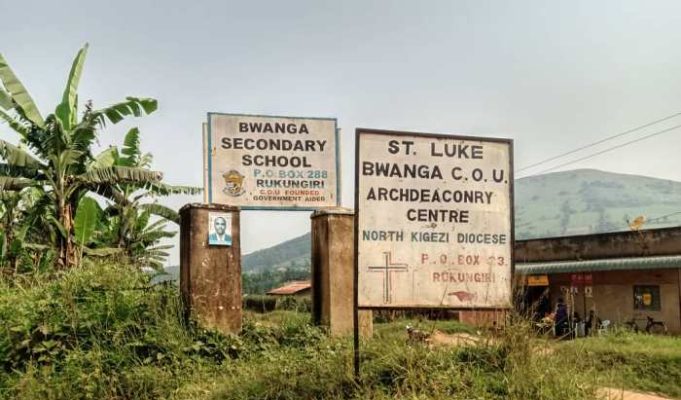 BWANGA
SECONDARY
SCHOOL
P.O. BOX 288
RUKUNGIRI
C.O.U FOUNDED
GOVERNMENT AIDED
ST. LUKE
BWANGA C.O.U.
ARCHDEACONRY
CENTRE
NORTH KIGEZI DIOCESE
P.O. BOX 23
RUKUNGIRI